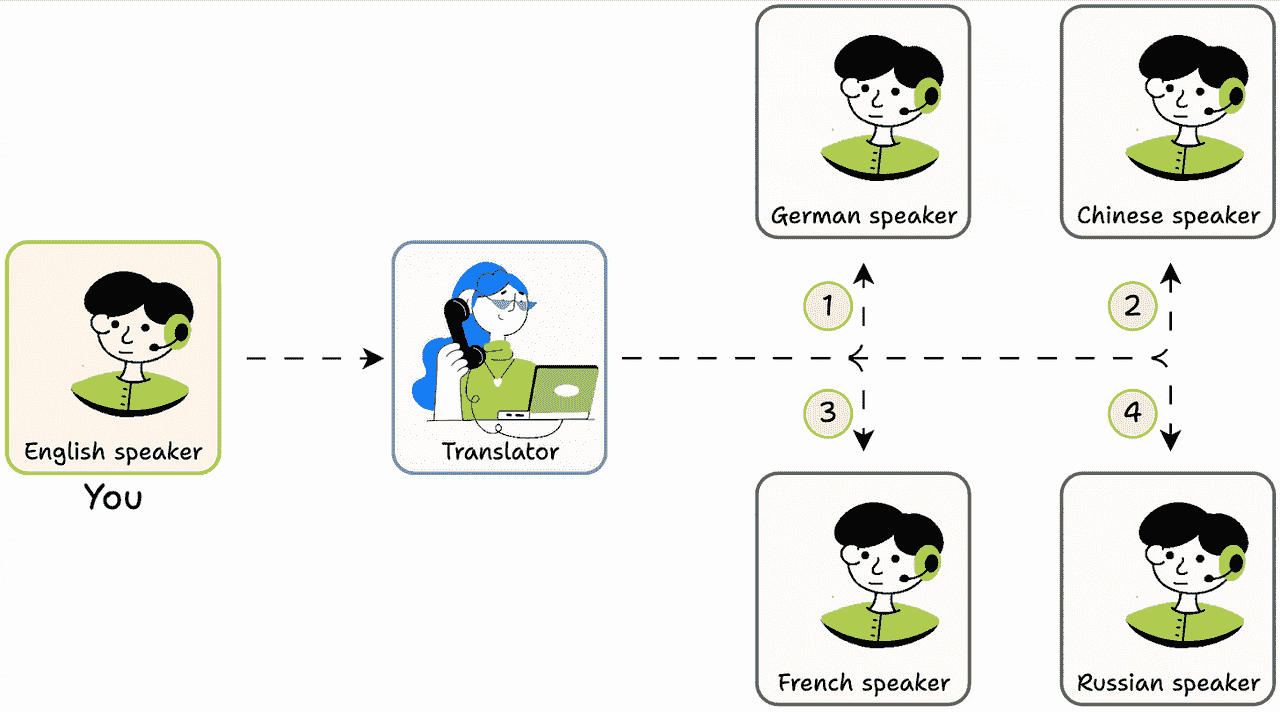 German speaker
Chinese speaker
1
2
English speaker
You
Translator
3
4
French speaker
Russian speaker